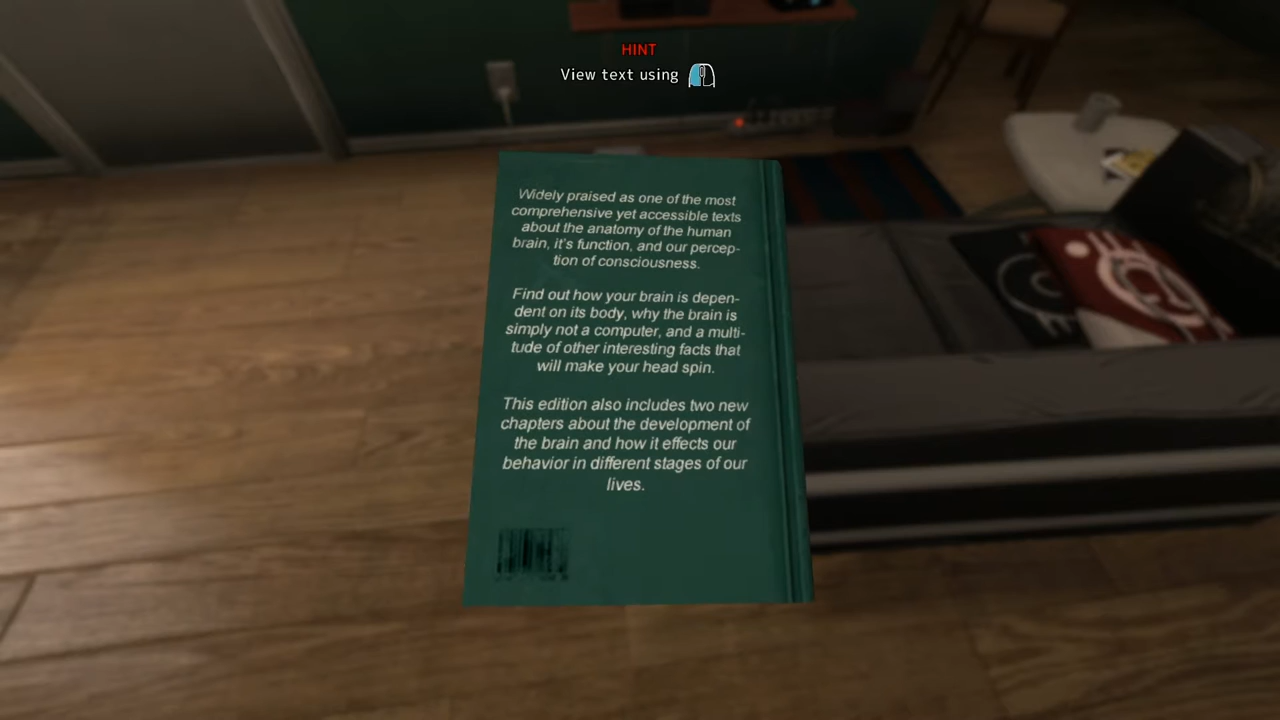 HINT
View text using
Widely praised as one of the most
comprehensive yet accessible texts
about the anatomy of the human
brain, it's function, and our percep-
tion of consciousness.
Find out how your brain is depen-
dent on its body, why the brain is
simply not a computer, and a multi-
tude of other interesting facts that
will make your head spin.
This edition also includes two new
chapters about the development of
the brain and how it effects our
behavior in different stages of our
lives.